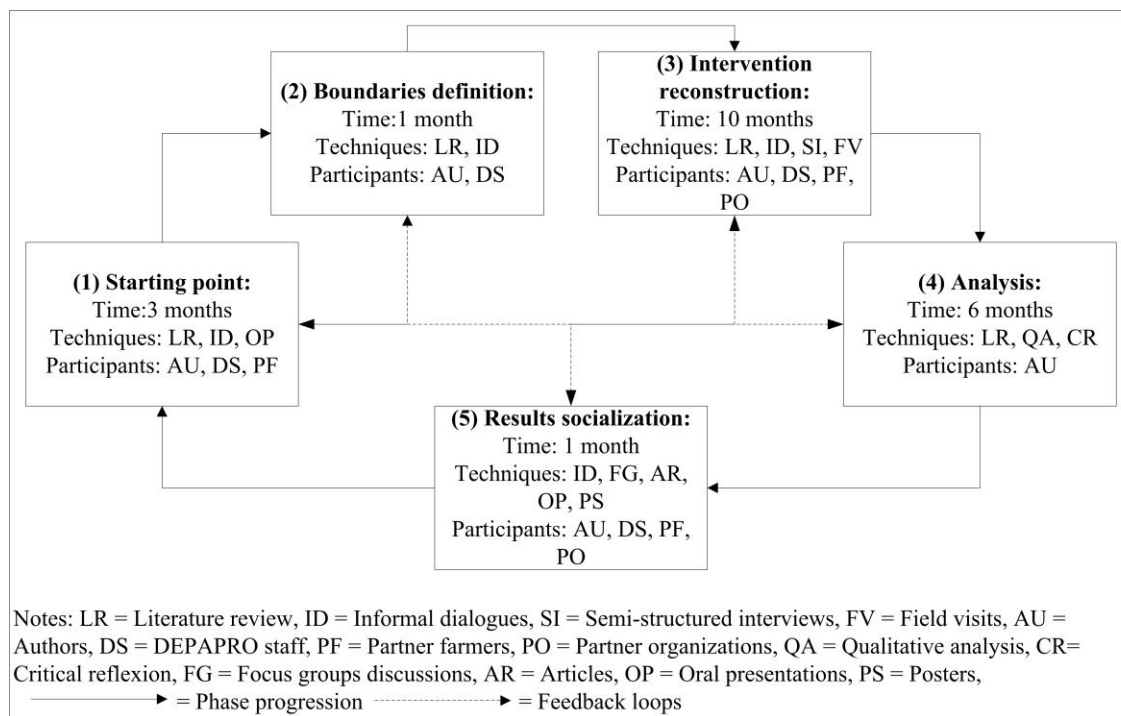 (1) Starting point:
Time:3 months
Techniques: LR, ID, OP
Participants: AU, DS, PF
(2) Boundaries definition:
Time:1 month
Techniques: LR, ID
Participants: AU, DS
(3) Intervention
reconstruction:
Time: 10 months
Techniques: LR, ID, SI, FV
Participants: AU, DS, PF,
PO
(4) Analysis:
Time: 6 months
Techniques: LR, QA, CR
Participants: AU
(5) Results socialization:
Time: 1 month
Techniques: ID, FG, AR,
OP, PS
Participants: AU, DS, PF,
PO
Notes: LR = Literature review, ID = Informal dialogues, SI = Semi-structured interviews, FV = Field visits, AU =
Authors, DS = DEPAPRO staff, PF = Partner farmers, PO = Partner organizations, QA = Qualitative analysis, CR=
Critical reflexion, FG = Focus groups discussions, AR = Articles, OP = Oral presentations, PS = Posters,
= Phase progression = Feedback loops